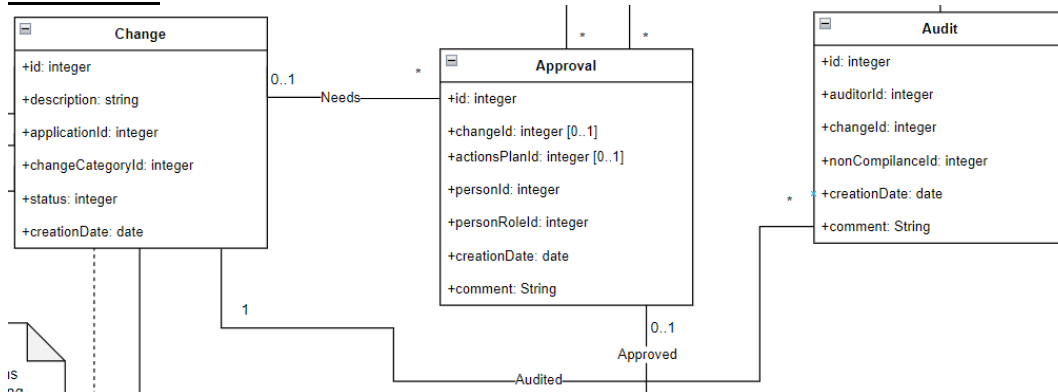 Change
+id: integer
+description: string
+applicationId: integer
+changeCategoryId: integer
+status: integer
+creationDate: date
0..1
Needs
*
*
*
Approval
+id: integer
+changeId: integer [0..1]
+actionsPlanId: integer [0..1]
+personId: integer
+personRoleId: integer
+creationDate: date
+comment: String
Audit
+id: integer
+auditorId: integer
+changeId: integer
+nonCompilanceId: integer
+creationDate: date
+comment: String
*
1
0..1
Approved
Audited